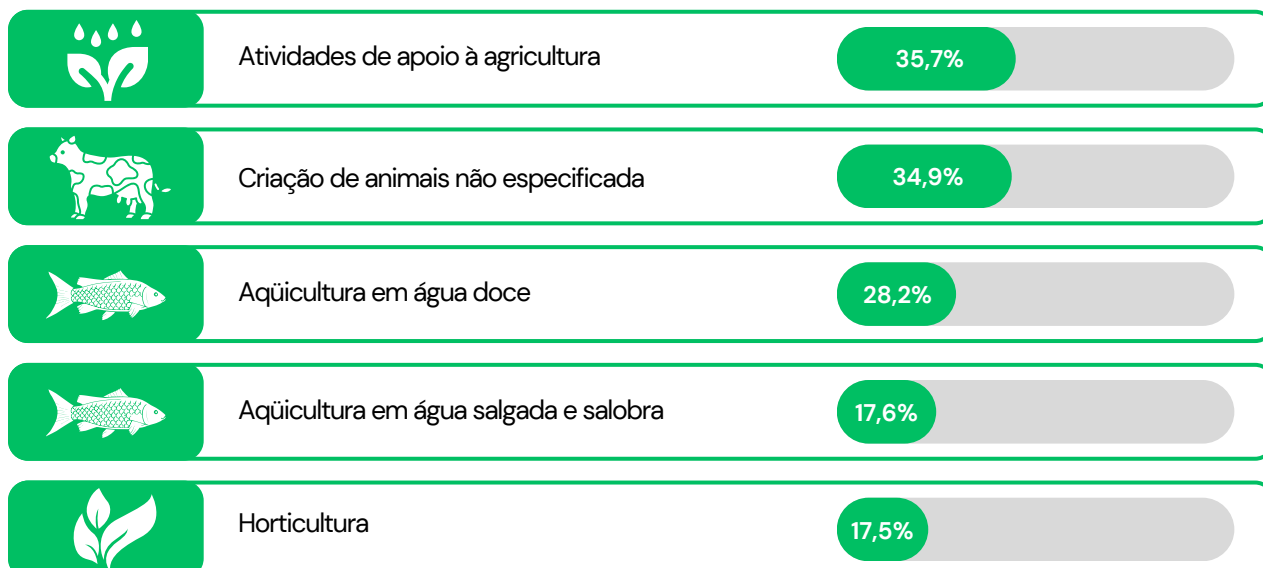 Atividades de apoio à agricultura 35,7%
Criação de animais não especificada 34,9%
Aqüicultura em água doce 28,2%
Aqüicultura em água salgada e salobra 17,6%
Horticultura 17,5%